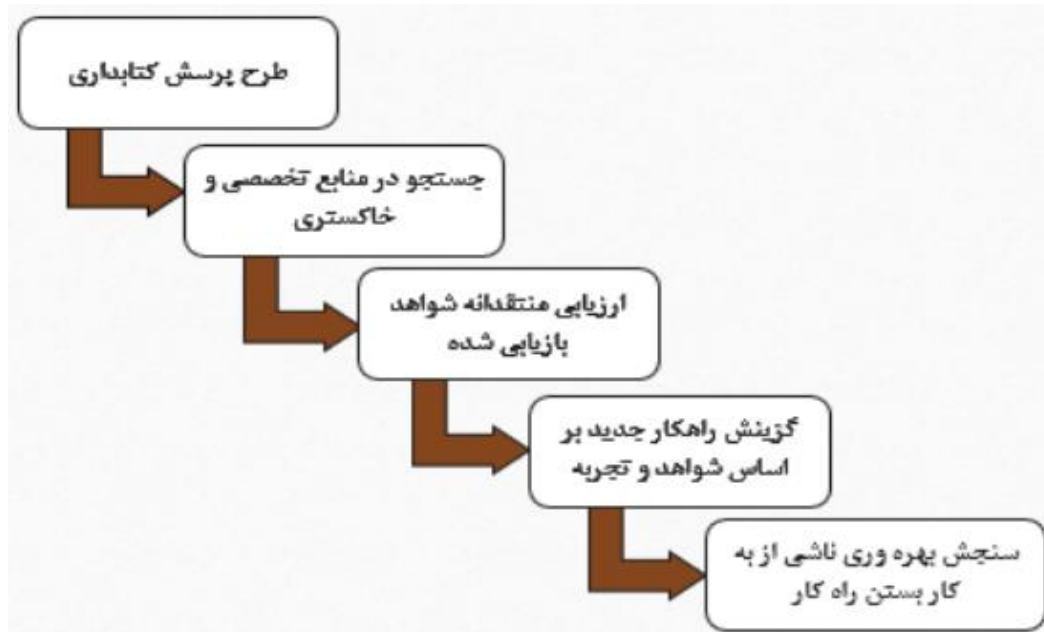 طرح پرسش کتابداری
جستجو در منابع تخصصی و
خاکستری
ارزیابی منتقدانه شواهد
بازیابی شده
گزینش راهکار جدید بر
اساس شواهد و تجربه
سنجش بهره وری ناشی از به
کار بستن راه کار